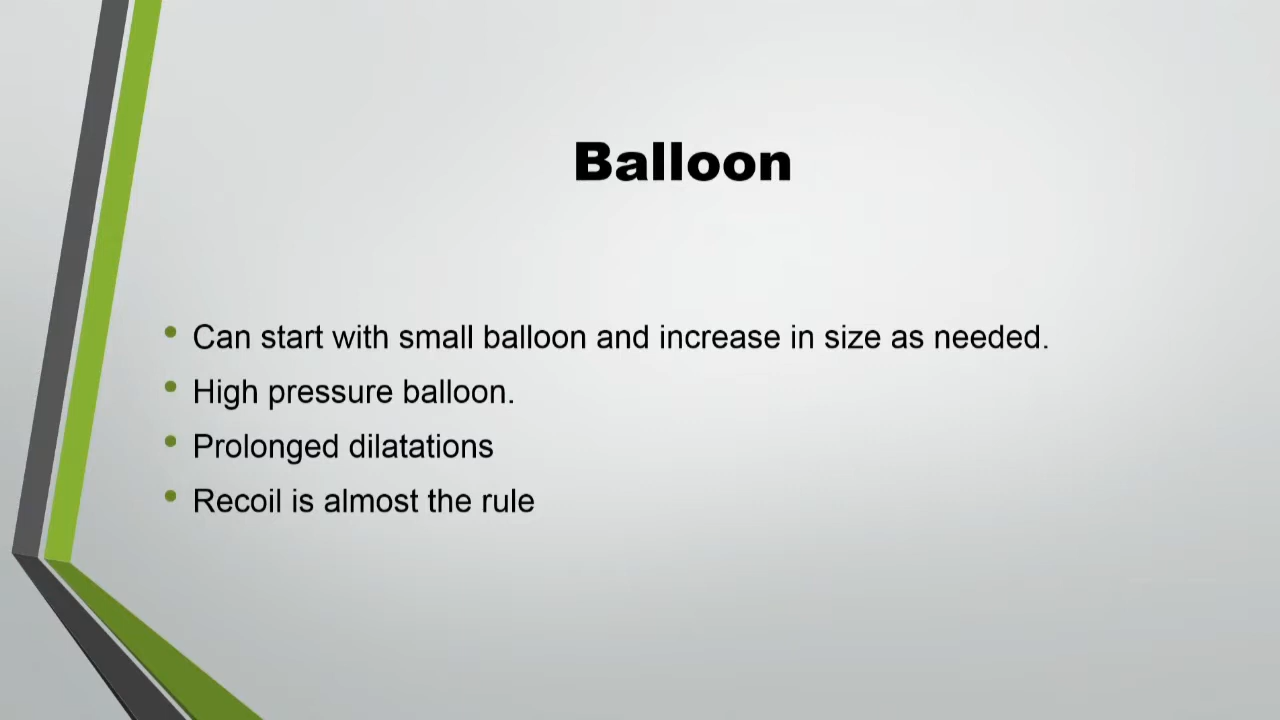 Balloon
• Can start with small balloon and increase in size as needed.
• High pressure balloon.
• Prolonged dilatations
• Recoil is almost the rule